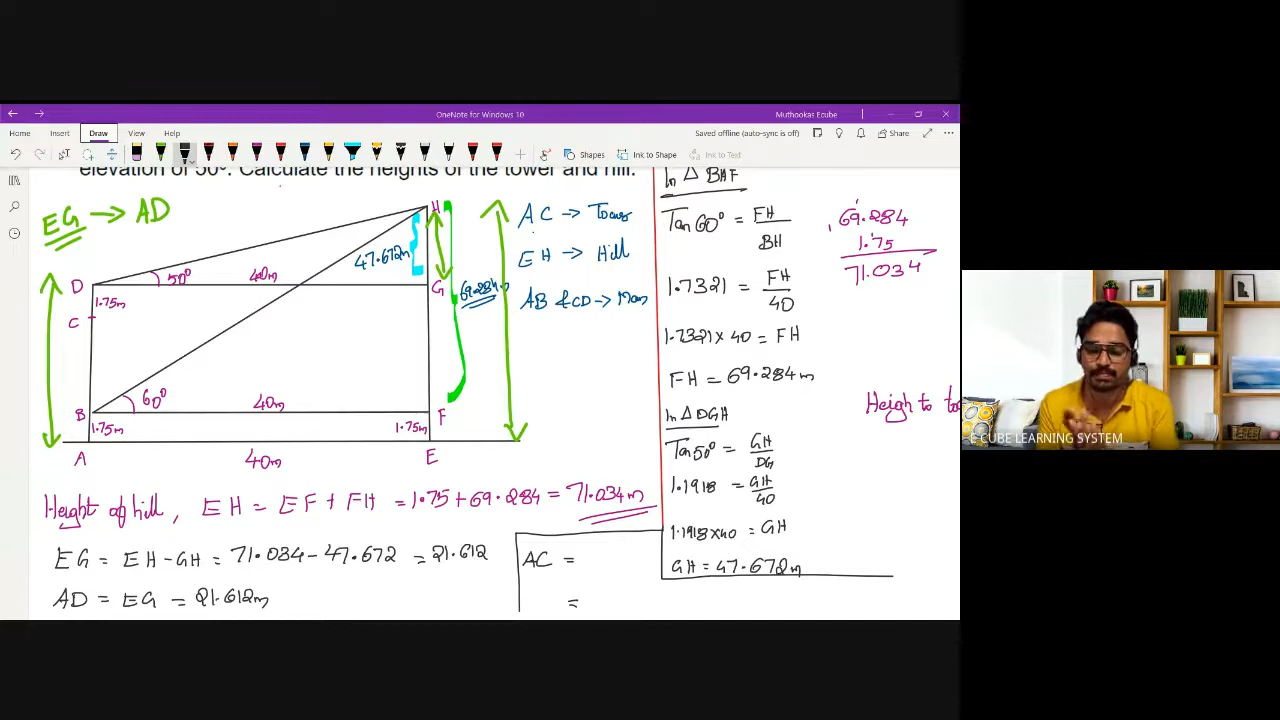 OneNote for Windows 10
Muthookas Ecube
Home Insert Draw View Help
Saved offline (auto-sync is off)
Share
Shapes
Ink to Shape
Ink to Text
elevation of 50°. Calculate the heights of the tower and hill.
EG → AD
H
47.672m
D
50°
40m
G
69.284m
1.75m
C
B
60°
40m
F
1.75m
1.75m
A
40m
E
AC → Tower
EH → Hill
AB & CD → Man
Height of hill, EH = EF + FH = 1.75 + 69.284 = 71.034m
EG = EH - GH = 71.034 - 47.672 = 21.612
AD = EG = 21.612m
AC =
=
In △ BHF
Tan 60° = FH
BH
1.7321 = FH
40
1.7321 x 40 = FH
FH = 69.284m
In △ DGH
Tan 50° = GH
DG
1.1918 = GH
40
1.1918 x 40 = GH
GH = 47.672m
69.284
1.75
71.034
Heigh to
E CUBE LEARNING SYSTEM